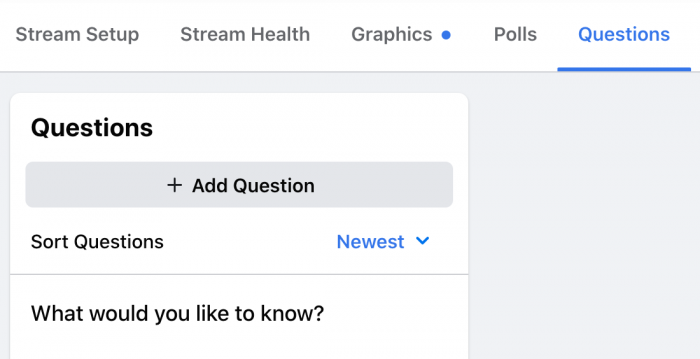 Stream Setup Stream Health Graphics Polls Questions
Questions
+ Add Question
Sort Questions Newest
What would you like to know?